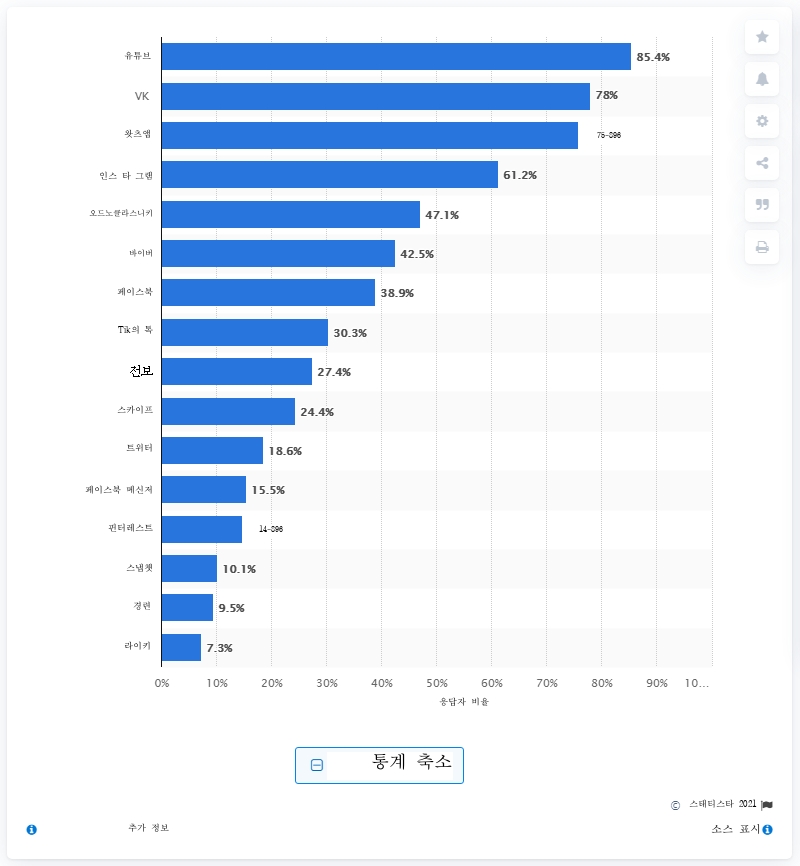 유튜브 85.4%
VK 78%
왓츠앱 75-896
인스 타 그램 61.2%
오드노클라스니키 47.1%
바이버 42.5%
페이스북 38.9%
Tik의 톡 30.3%
전보 27.4%
스카이프 24.4%
트위터 18.6%
페이스북 메신저 15.5%
핀터레스트 14-896
스냅챗 10.1%
경련 9.5%
라이키 7.3%
0% 10% 20% 30% 40% 50% 60% 70% 80% 90% 10...
응답자 비율
통계 축소
© 스태티스타 2021
추가 정보 소스 표시